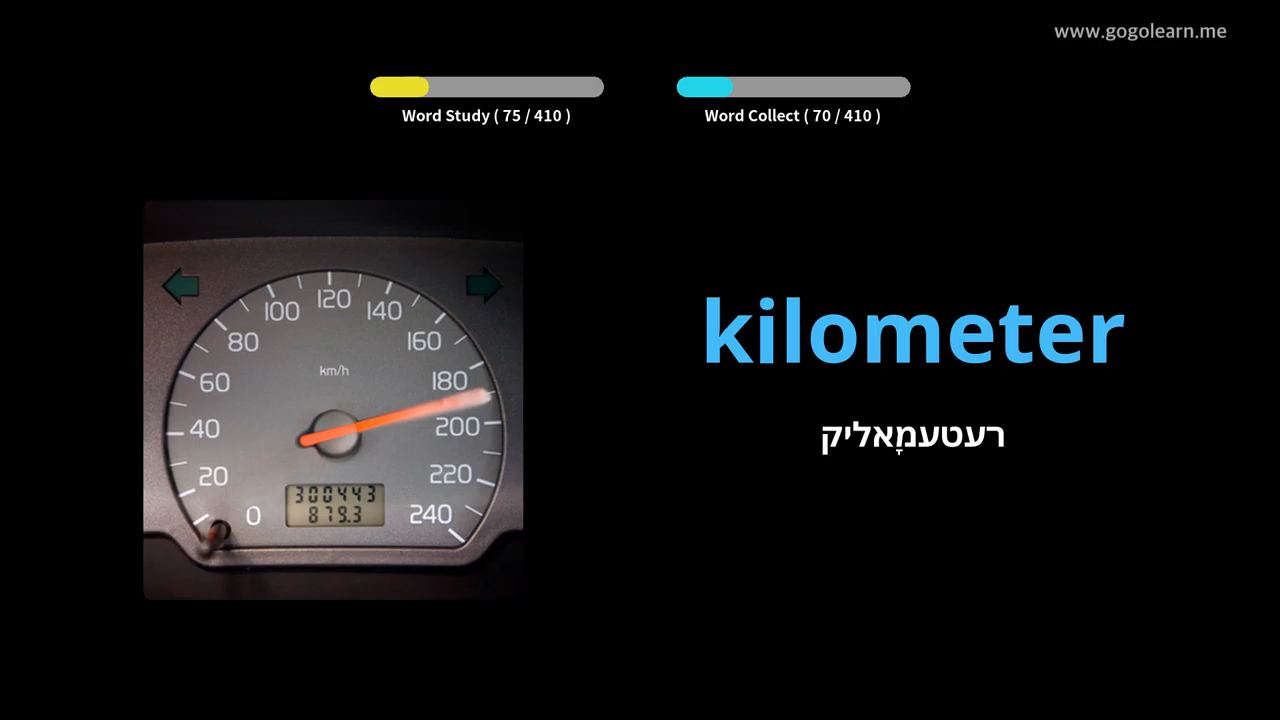 www.gogolearn.me
Word Study ( 75 / 410 )
Word Collect ( 70 / 410 )
kilometer
רעטעמָאליק
0
20
40
60
80
100
120
140
160
180
200
220
240
km/h
300443
879.3